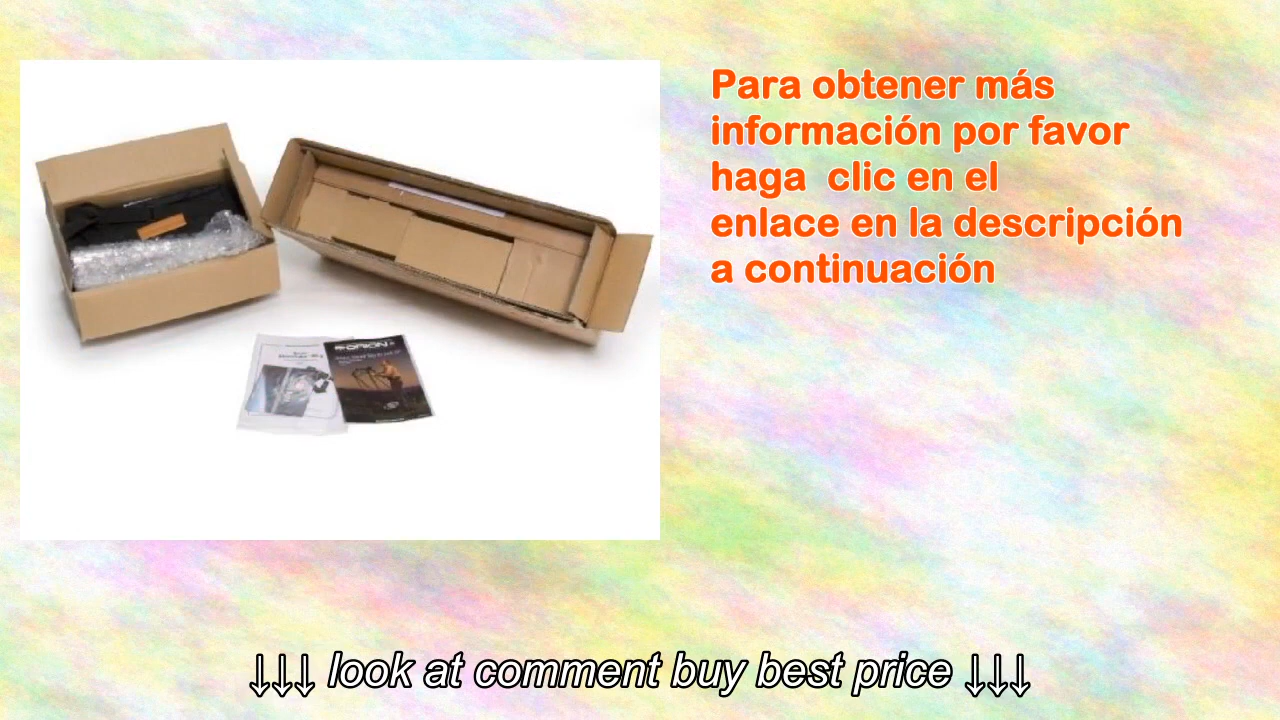 Para obtener más
información por favor
haga  clic en el
enlace en la descripción
a continuación
ORION
↓↓↓ look at comment buy best price ↓↓↓